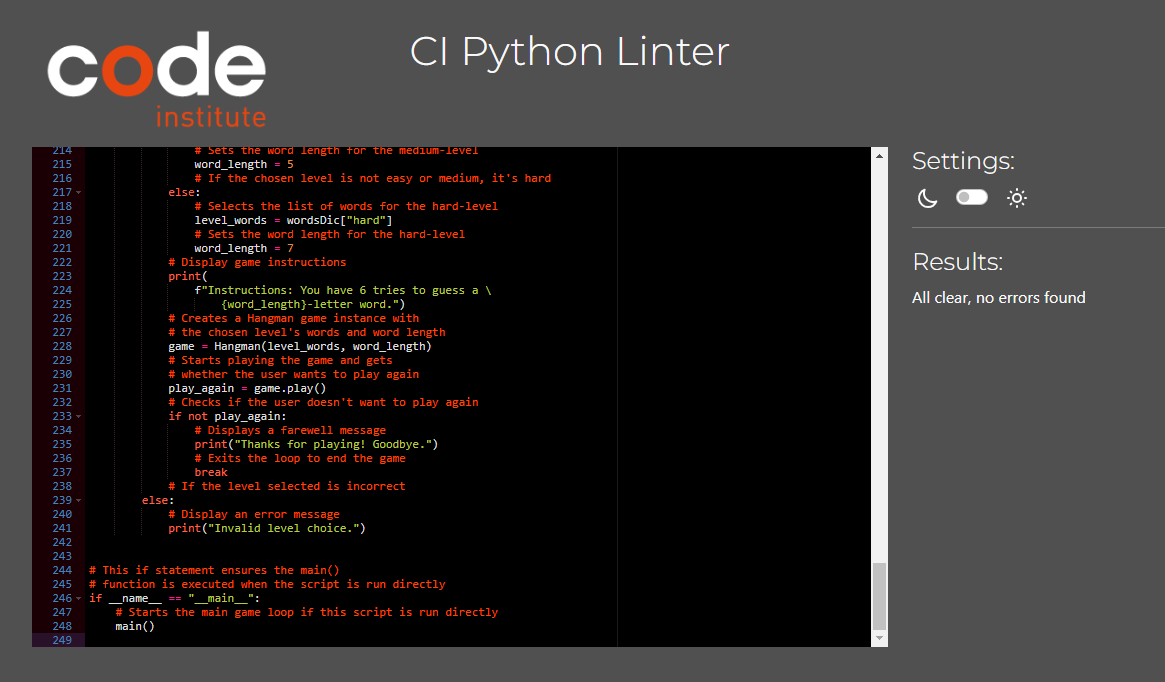 code
institute
CI Python Linter
214 # Sets the word length for the medium-level
215 word_length = 5
216 # If the chosen level is not easy or medium, it's hard
217 else:
218 # Selects the list of words for the hard-level
219 level_words = wordsDic["hard"]
220 # Sets the word length for the hard-level
221 word_length = 7
222 # Display game instructions
223 print(
224 f"Instructions: You have 6 tries to guess a \
225 {word_length}-letter word.")
226 # Creates a Hangman game instance with
227 # the chosen level's words and word length
228 game = Hangman(level_words, word_length)
229 # Starts playing the game and gets
230 # whether the user wants to play again
231 play_again = game.play()
232 # Checks if the user doesn't want to play again
233 if not play_again:
234 # Displays a farewell message
235 print("Thanks for playing! Goodbye.")
236 # Exits the loop to end the game
237 break
238 # If the level selected is incorrect
239 else:
240 # Display an error message
241 print("Invalid level choice.")
242
243
244 # This if statement ensures the main()
245 # function is executed when the script is run directly
246 if __name__ == "__main__":
247 # Starts the main game loop if this script is run directly
248 main()
249
Settings:
Results:
All clear, no errors found